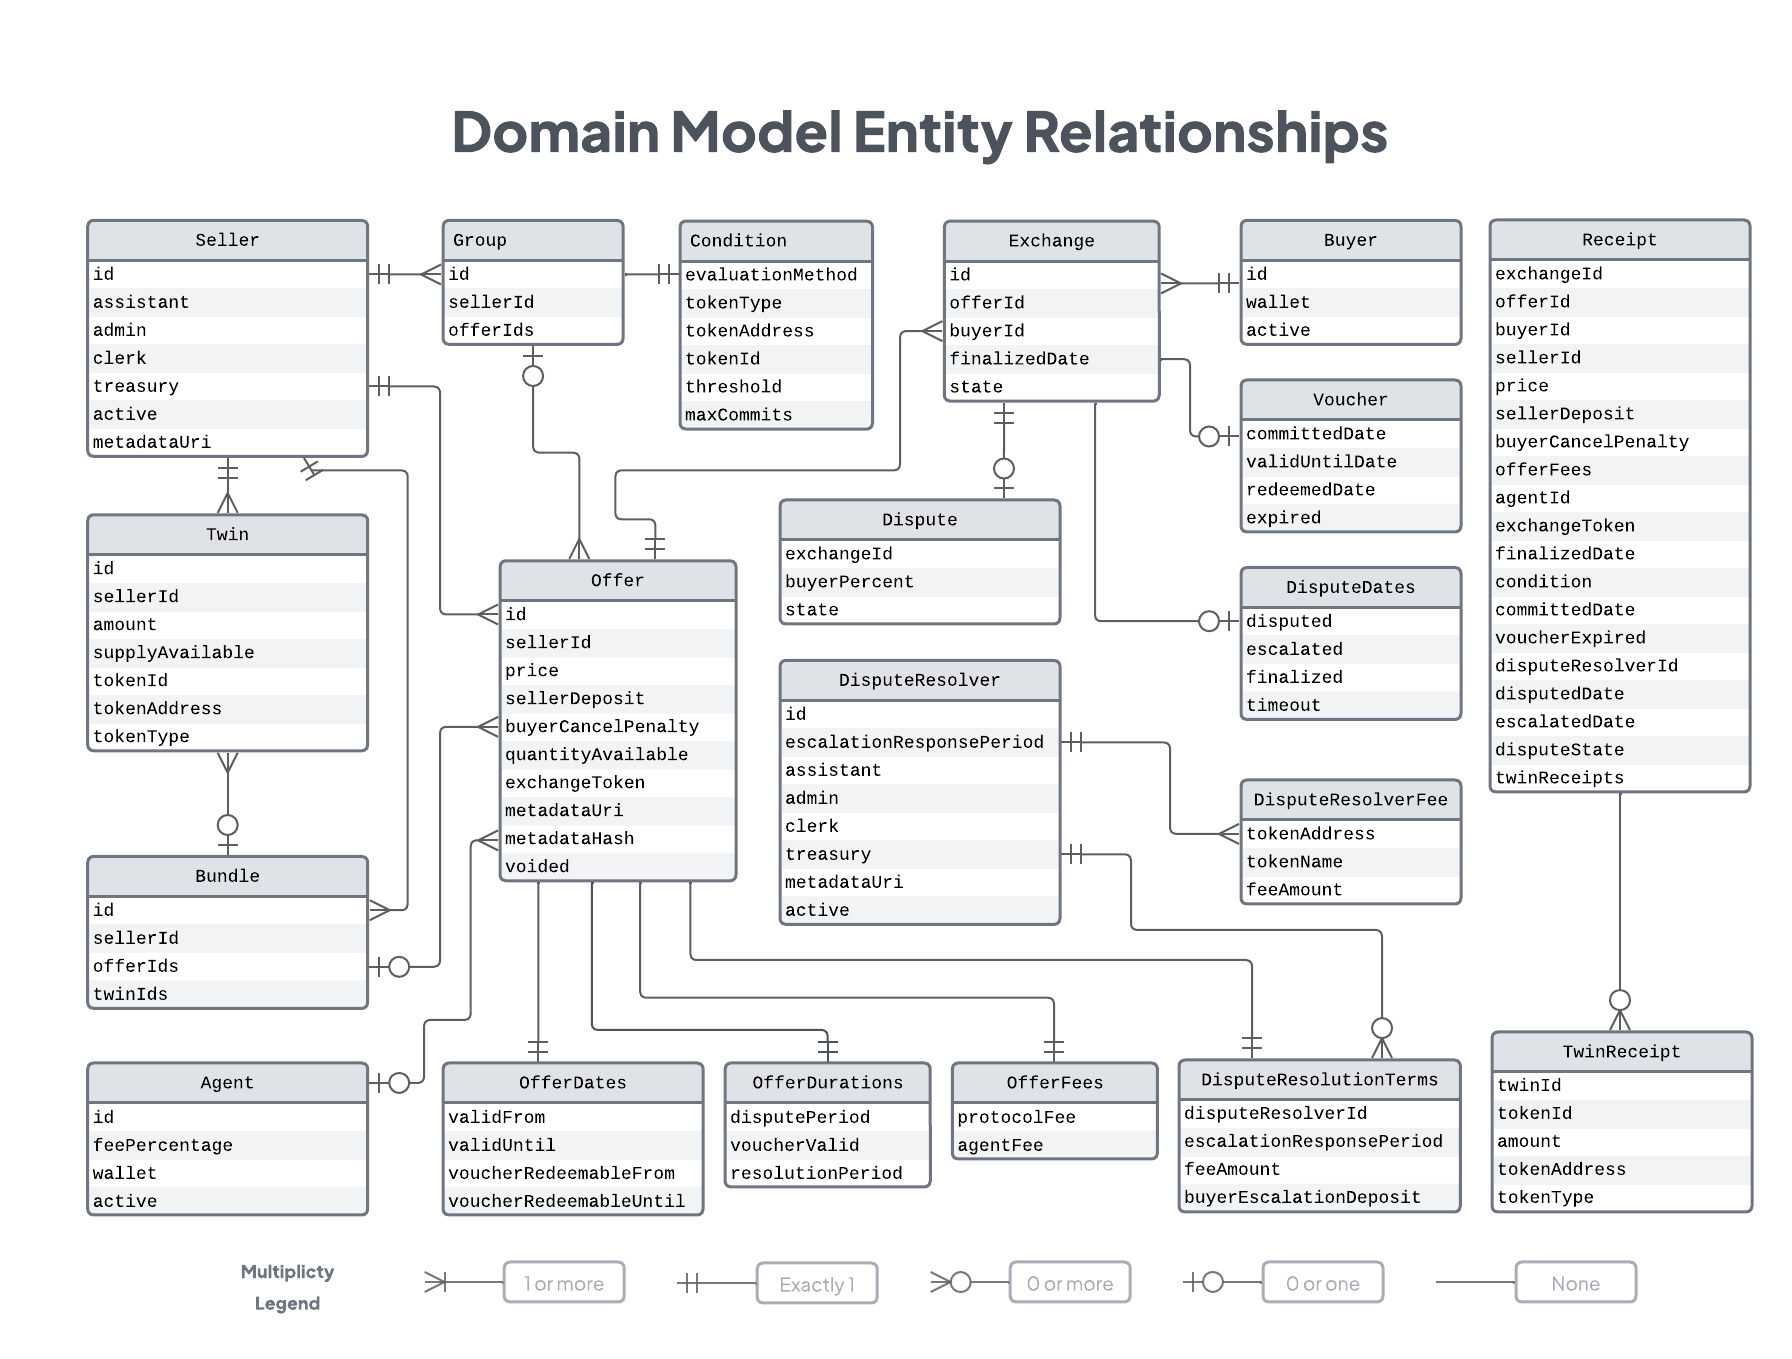 Domain Model Entity Relationships
Seller
id
assistant
admin
clerk
treasury
active
metadataUri
Group
id
sellerId
offerIds
Condition
evaluationMethod
tokenType
tokenAddress
tokenId
threshold
maxCommits
Exchange
id
offerId
buyerId
finalizedDate
state
Buyer
id
wallet
active
Receipt
exchangeId
offerId
buyerId
sellerId
price
sellerDeposit
buyerCancelPenalty
offerFees
agentId
exchangeToken
finalizedDate
condition
committedDate
voucherExpired
disputeResolverId
disputedDate
escalatedDate
disputeState
twinReceipts
Voucher
committedDate
validUntilDate
redeemedDate
expired
Twin
id
sellerId
amount
supplyAvailable
tokenId
tokenAddress
tokenType
Offer
id
sellerId
price
sellerDeposit
buyerCancelPenalty
quantityAvailable
exchangeToken
metadataUri
metadataHash
voided
Dispute
exchangeId
buyerPercent
state
DisputeDates
disputed
escalated
finalized
timeout
DisputeResolver
id
escalationResponsePeriod
assistant
admin
clerk
treasury
metadataUri
active
DisputeResolverFee
tokenAddress
tokenName
feeAmount
Bundle
id
sellerId
offerIds
twinIds
Agent
id
feePercentage
wallet
active
OfferDates
validFrom
validUntil
voucherRedeemableFrom
voucherRedeemableUntil
OfferDurations
disputePeriod
voucherValid
resolutionPeriod
OfferFees
protocolFee
agentFee
DisputeResolutionTerms
disputeResolverId
escalationResponsePeriod
feeAmount
buyerEscalationDeposit
TwinReceipt
twinId
tokenId
amount
tokenAddress
tokenType
Multiplicty
Legend
1 or more
Exactly 1
0 or more
0 or one
None